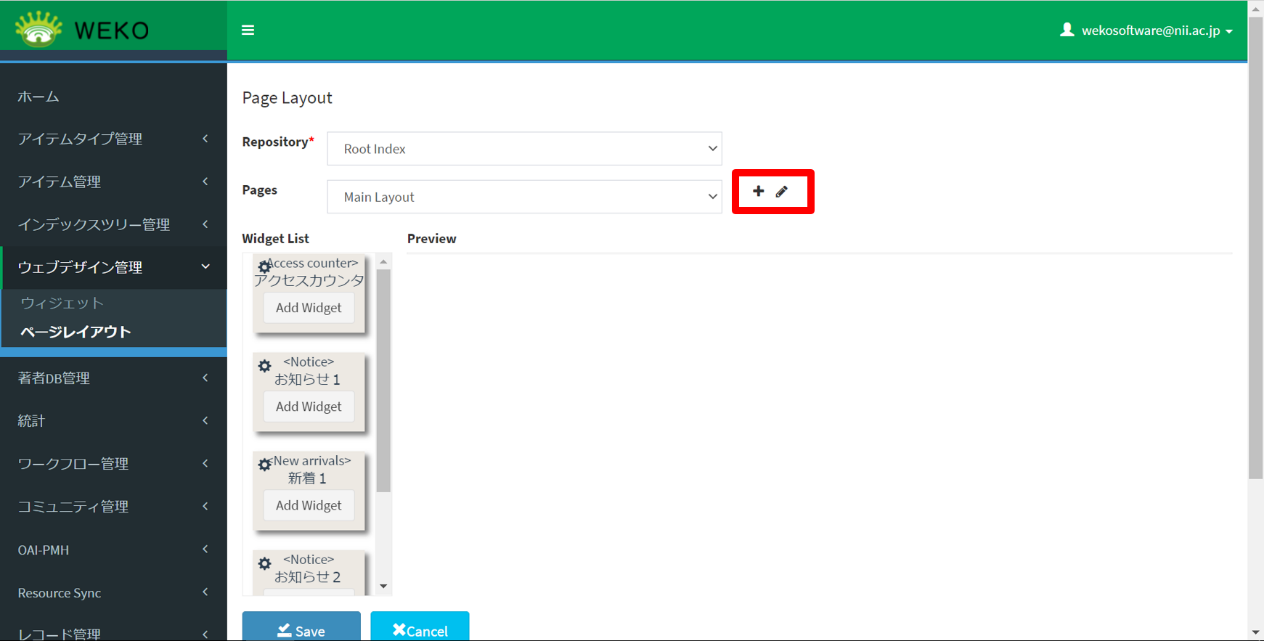 WEKO
wekosoftware@nii.ac.jp
ホーム
アイテムタイプ管理
アイテム管理
インデックスツリー管理
ウェブデザイン管理
ウィジェット
ページレイアウト
著者DB管理
統計
ワークフロー管理
コミュニティ管理
OAI-PMH
Resource Sync
レコード管理
Page Layout
Repository*
Root Index
Pages
Main Layout
Widget List
Preview
<Access counter>
アクセスカウンタ
Add Widget
<Notice>
お知らせ１
Add Widget
<New arrivals>
新着１
Add Widget
<Notice>
お知らせ２
Save
Cancel